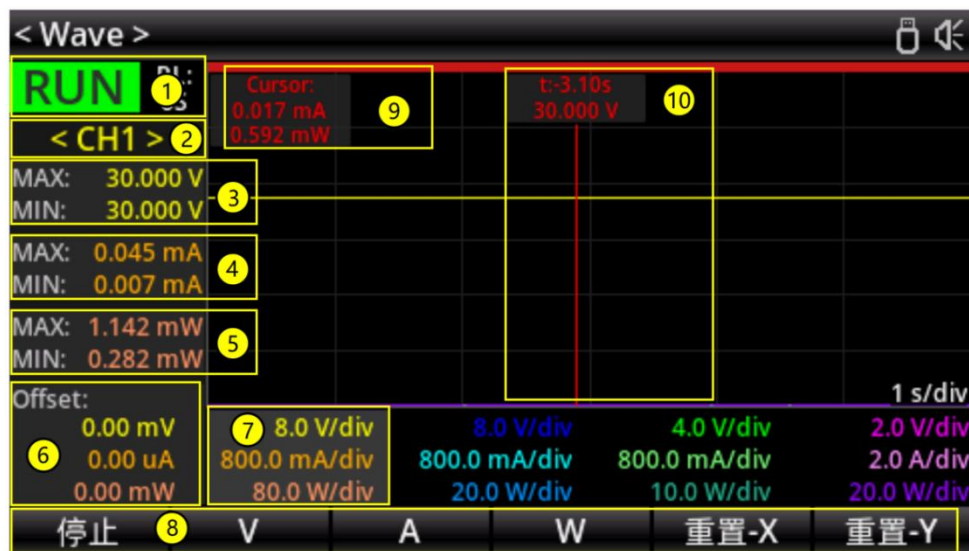 < Wave >
RUN 1
< CH1 > 2
MAX: 30.000 V
MIN: 30.000 V
3
MAX: 0.045 mA
MIN: 0.007 mA
4
MAX: 1.142 mW
MIN: 0.282 mW
5
Offset:
0.00 mV
0.00 uA
0.00 mW
6
Cursor:
0.017 mA
0.592 mW
9
t:-3.10s
30.000 V
10
1 s/div
7 8.0 V/div 8.0 V/div 4.0 V/div 2.0 V/div
800.0 mA/div 800.0 mA/div 800.0 mA/div 2.0 A/div
80.0 W/div 20.0 W/div 10.0 W/div 20.0 W/div
停止 8 V A W 重置-X 重置-Y